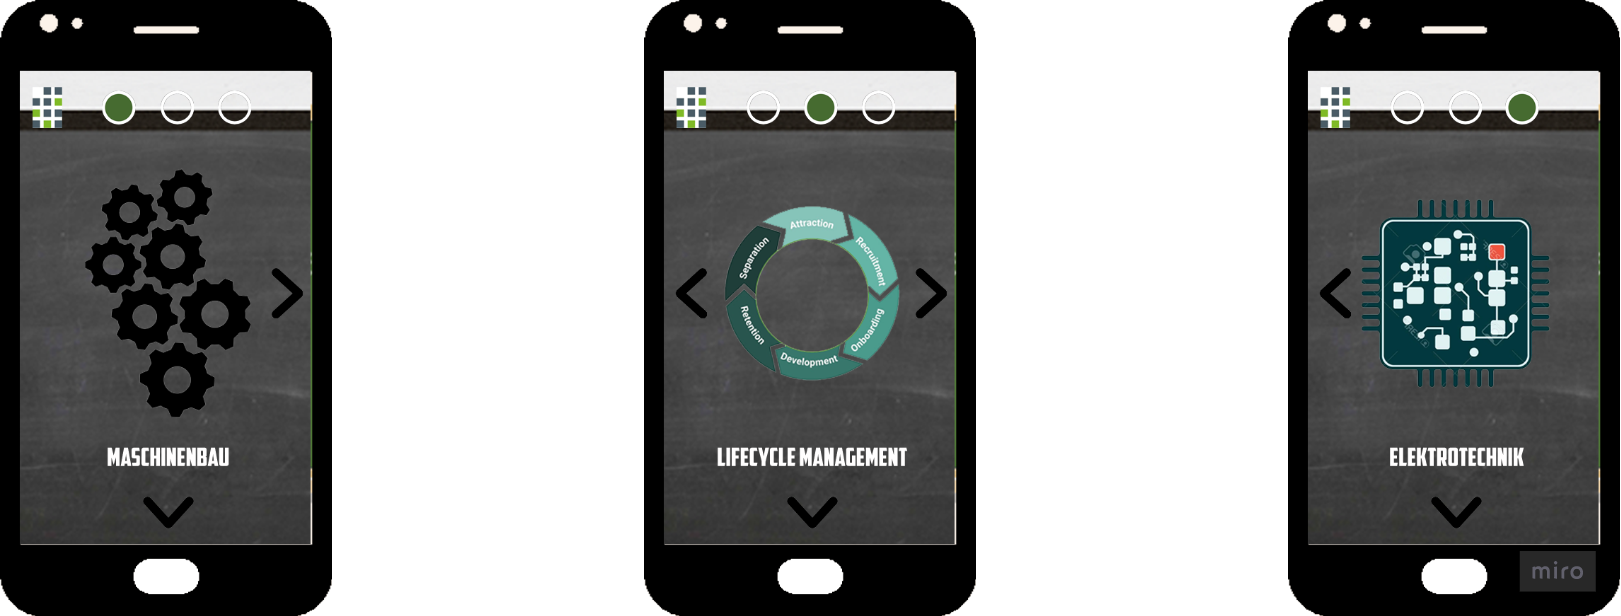 MASCHINENBAU
Attraction
Recruitment
Onboarding
Development
Retention
Separation
LIFECYCLE MANAGEMENT
ELEKTROTECHNIK
miro